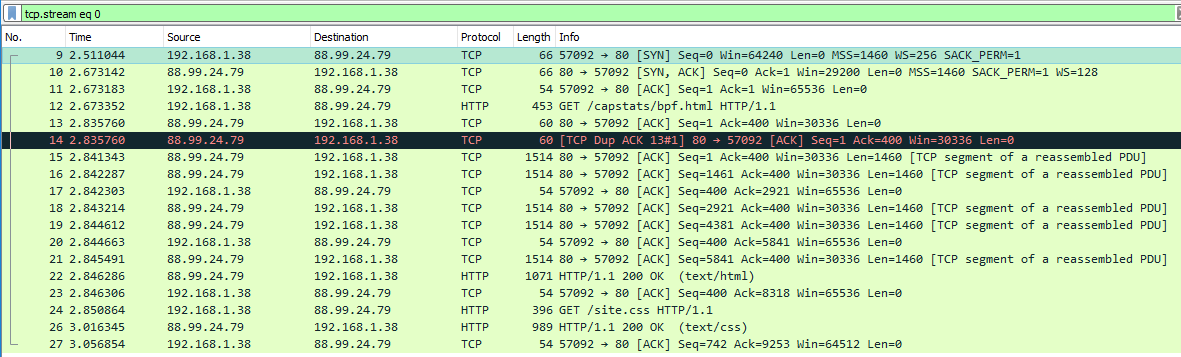 tcp.stream eq 0
No. Time Source Destination Protocol Length Info
9 2.511044 192.168.1.38 88.99.24.79 TCP 66 57092 → 80 [SYN] Seq=0 Win=64240 Len=0 MSS=1460 WS=256 SACK_PERM=1
10 2.673142 88.99.24.79 192.168.1.38 TCP 66 80 → 57092 [SYN, ACK] Seq=0 Ack=1 Win=29200 Len=0 MSS=1460 SACK_PERM=1 WS=128
11 2.673183 192.168.1.38 88.99.24.79 TCP 54 57092 → 80 [ACK] Seq=1 Ack=1 Win=65536 Len=0
12 2.673352 192.168.1.38 88.99.24.79 HTTP 453 GET /capstats/bpf.html HTTP/1.1
13 2.835760 88.99.24.79 192.168.1.38 TCP 60 80 → 57092 [ACK] Seq=1 Ack=400 Win=30336 Len=0
14 2.835760 88.99.24.79 192.168.1.38 TCP 60 [TCP Dup ACK 13#1] 80 → 57092 [ACK] Seq=1 Ack=400 Win=30336 Len=0
15 2.841343 88.99.24.79 192.168.1.38 TCP 1514 80 → 57092 [ACK] Seq=1 Ack=400 Win=30336 Len=1460 [TCP segment of a reassembled PDU]
16 2.842287 88.99.24.79 192.168.1.38 TCP 1514 80 → 57092 [ACK] Seq=1461 Ack=400 Win=30336 Len=1460 [TCP segment of a reassembled PDU]
17 2.842303 192.168.1.38 88.99.24.79 TCP 54 57092 → 80 [ACK] Seq=400 Ack=2921 Win=65536 Len=0
18 2.843214 88.99.24.79 192.168.1.38 TCP 1514 80 → 57092 [ACK] Seq=2921 Ack=400 Win=30336 Len=1460 [TCP segment of a reassembled PDU]
19 2.844612 88.99.24.79 192.168.1.38 TCP 1514 80 → 57092 [ACK] Seq=4381 Ack=400 Win=30336 Len=1460 [TCP segment of a reassembled PDU]
20 2.844663 192.168.1.38 88.99.24.79 TCP 54 57092 → 80 [ACK] Seq=400 Ack=5841 Win=65536 Len=0
21 2.845491 88.99.24.79 192.168.1.38 TCP 1514 80 → 57092 [ACK] Seq=5841 Ack=400 Win=30336 Len=1460 [TCP segment of a reassembled PDU]
22 2.846286 88.99.24.79 192.168.1.38 HTTP 1071 HTTP/1.1 200 OK (text/html)
23 2.846306 192.168.1.38 88.99.24.79 TCP 54 57092 → 80 [ACK] Seq=400 Ack=8318 Win=65536 Len=0
24 2.850864 192.168.1.38 88.99.24.79 HTTP 396 GET /site.css HTTP/1.1
26 3.016345 88.99.24.79 192.168.1.38 HTTP 989 HTTP/1.1 200 OK (text/css)
27 3.056854 192.168.1.38 88.99.24.79 TCP 54 57092 → 80 [ACK] Seq=742 Ack=9253 Win=64512 Len=0